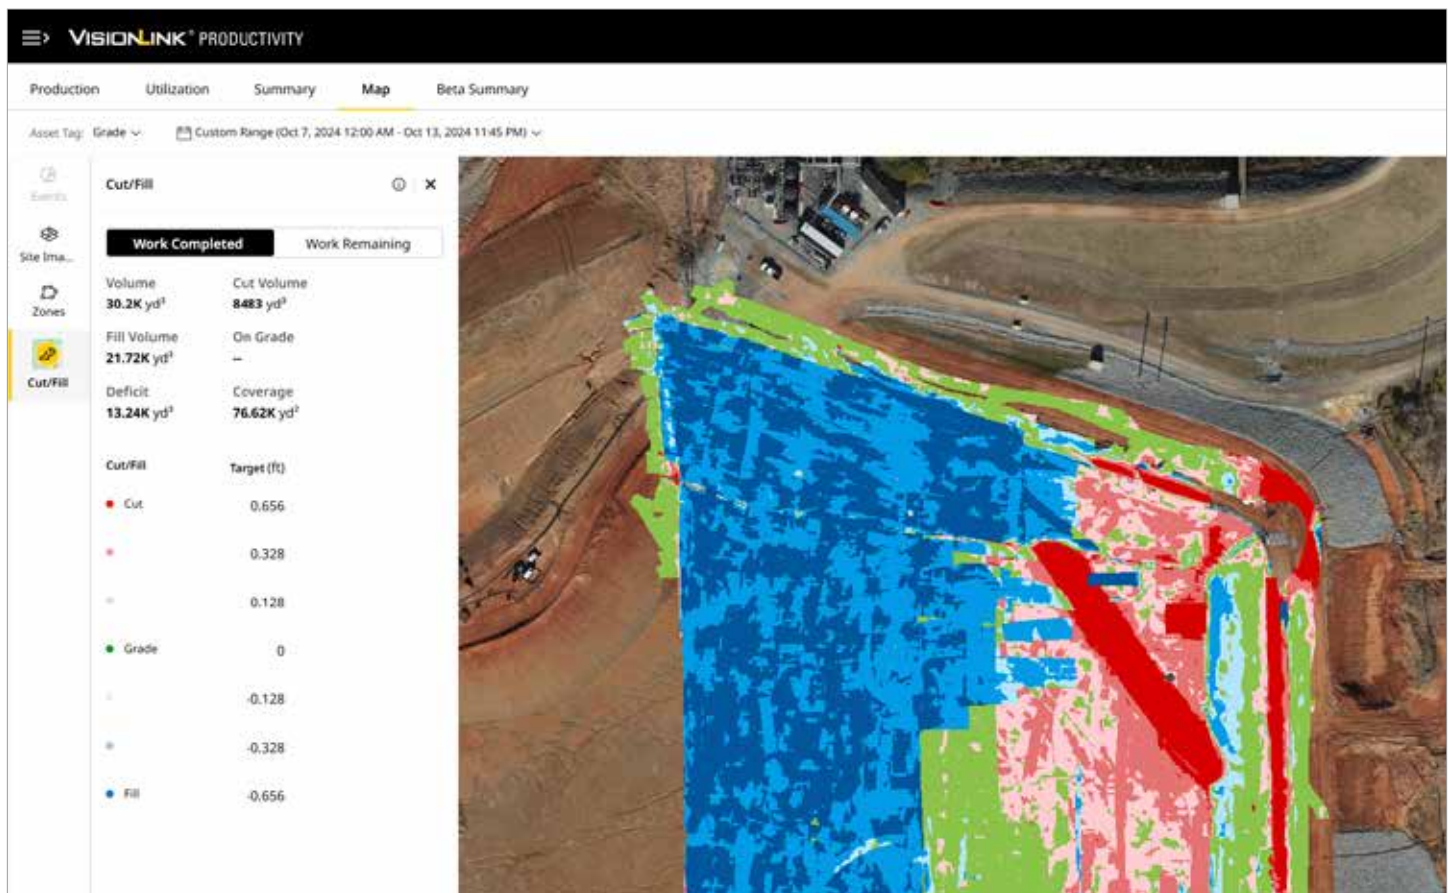 VISIONLINK® PRODUCTIVITY
Production Utilization Summary Map Beta Summary
Asset Tag: Grade Custom Range (Oct 7, 2024 12:00 AM - Oct 13, 2024 11:45 PM)
Events
Site Ima...
Zones
Cut/Fill
Cut/Fill
Work Completed Work Remaining
Volume Cut Volume
30.2K yd³ 8483 yd³
Fill Volume On Grade
21.72K yd³ --
Deficit Coverage
13.24K yd³ 76.62K yd²
Cut/Fill Target (ft)
Cut 0.656
0.328
0.128
Grade 0
-0.128
-0.328
Fill -0.656